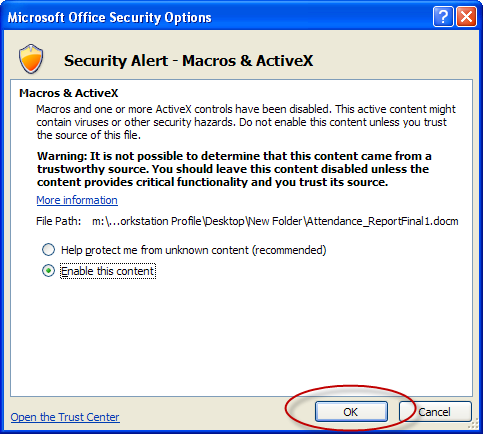 Microsoft Office Security Options
Security Alert - Macros & ActiveX
Macros & ActiveX
Macros and one or more ActiveX controls have been disabled. This active content might
contain viruses or other security hazards. Do not enable this content unless you trust
the source of this file.
Warning: It is not possible to determine that this content came from a
trustworthy source. You should leave this content disabled unless the
content provides critical functionality and you trust its source.
More information
File Path: m:\...orkstation Profile\Desktop\New Folder\Attendance_ReportFinal1.docm
Help protect me from unknown content (recommended)
Enable this content
Open the Trust Center
OK
Cancel